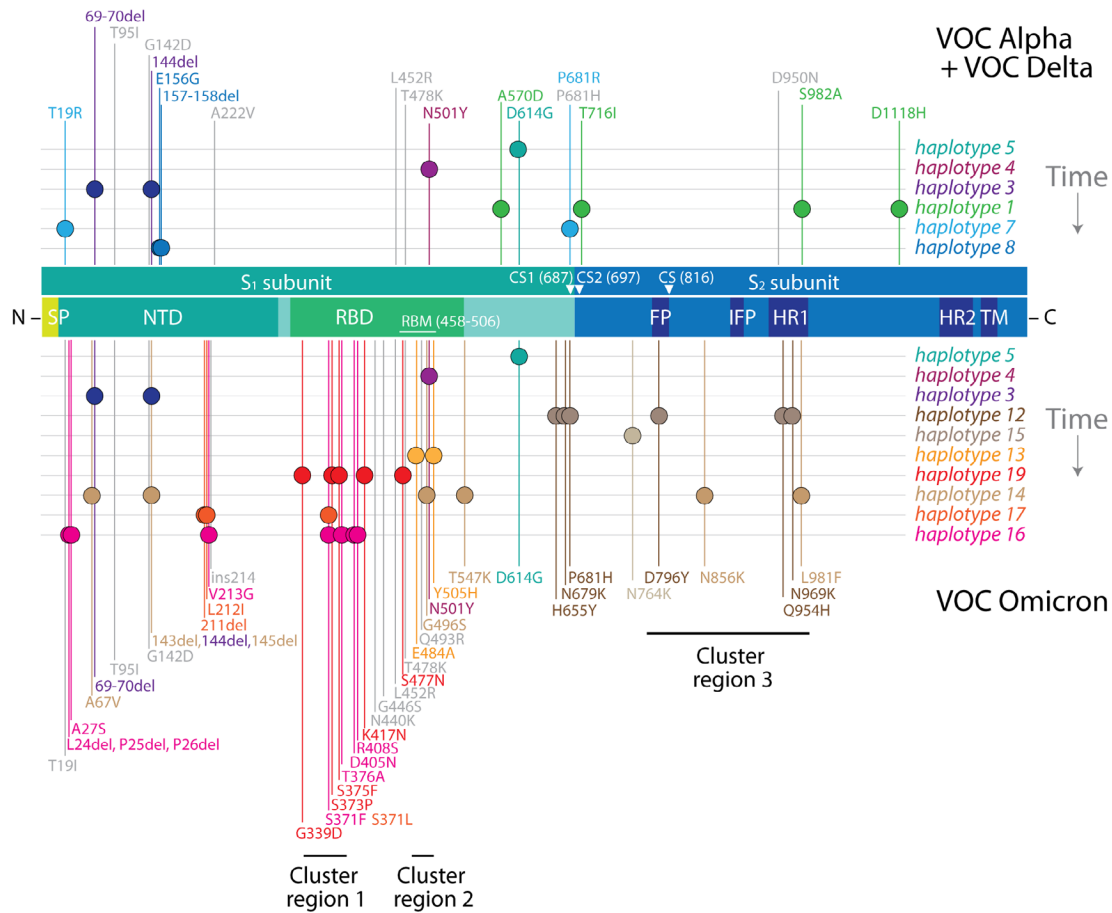 69-70del
T95I
G142D
144del
E156G
157-158del
T19R
A222V
L452R
T478K
N501Y
A570D
D614G
P681R
P681H
T716I
D950N
S982A
D1118H
VOC Alpha
+ VOC Delta
haplotype 5
haplotype 4
haplotype 3
haplotype 1
haplotype 7
haplotype 8
Time
S1 subunit
CS1 (687)
CS2 (697)
CS (816)
S2 subunit
N –
SP
NTD
RBD
RBM (458-506)
FP
IFP
HR1
HR2
TM
– C
haplotype 5
haplotype 4
haplotype 3
haplotype 12
haplotype 15
haplotype 13
haplotype 19
haplotype 14
haplotype 17
haplotype 16
Time
VOC Omicron
ins214
V213G
L212I
211del
143del,144del,145del
G142D
T95I
69-70del
A67V
A27S
L24del, P25del, P26del
T19I
T547K
Y505H
N501Y
G496S
Q493R
E484A
T478K
S477N
L452R
G446S
N440K
K417N
R408S
D405N
T376A
S375F
S373P
S371F
S371L
G339D
D614G
P681H
N679K
H655Y
N764K
D796Y
N856K
L981F
N969K
Q954H
Cluster
region 3
Cluster
region 1
Cluster
region 2